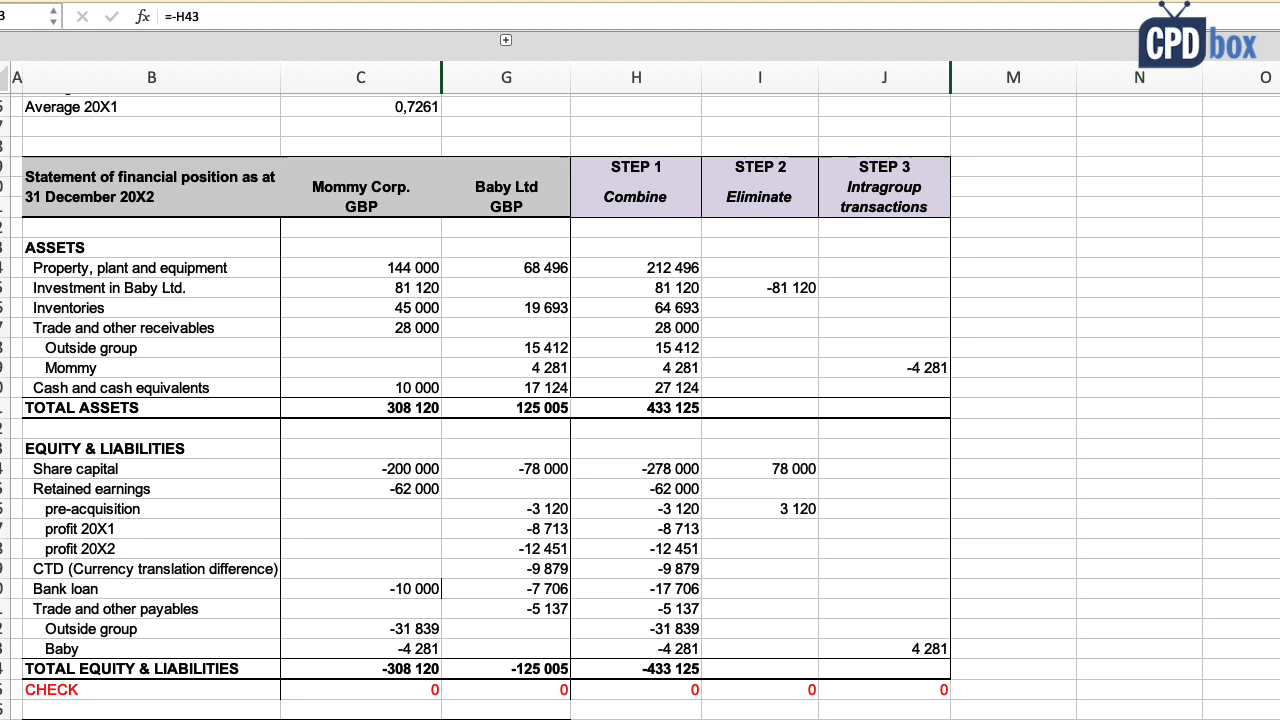 3 fx =-H43
CPD box
A B C G H I J M N O
Average 20X1 0,7261
STEP 1 STEP 2 STEP 3
Statement of financial position as at Mommy Corp. Baby Ltd Combine Eliminate Intragroup
31 December 20X2 GBP GBP transactions
ASSETS
Property, plant and equipment 144 000 68 496 212 496
Investment in Baby Ltd. 81 120 81 120 -81 120
Inventories 45 000 19 693 64 693
Trade and other receivables 28 000 28 000
Outside group 15 412 15 412
Mommy 4 281 4 281 -4 281
Cash and cash equivalents 10 000 17 124 27 124
TOTAL ASSETS 308 120 125 005 433 125
EQUITY & LIABILITIES
Share capital -200 000 -78 000 -278 000 78 000
Retained earnings -62 000 -62 000
pre-acquisition -3 120 -3 120 3 120
profit 20X1 -8 713 -8 713
profit 20X2 -12 451 -12 451
CTD (Currency translation difference) -9 879 -9 879
Bank loan -10 000 -7 706 -17 706
Trade and other payables -5 137 -5 137
Outside group -31 839 -31 839
Baby -4 281 -4 281 4 281
TOTAL EQUITY & LIABILITIES -308 120 -125 005 -433 125
CHECK 0 0 0 0 0